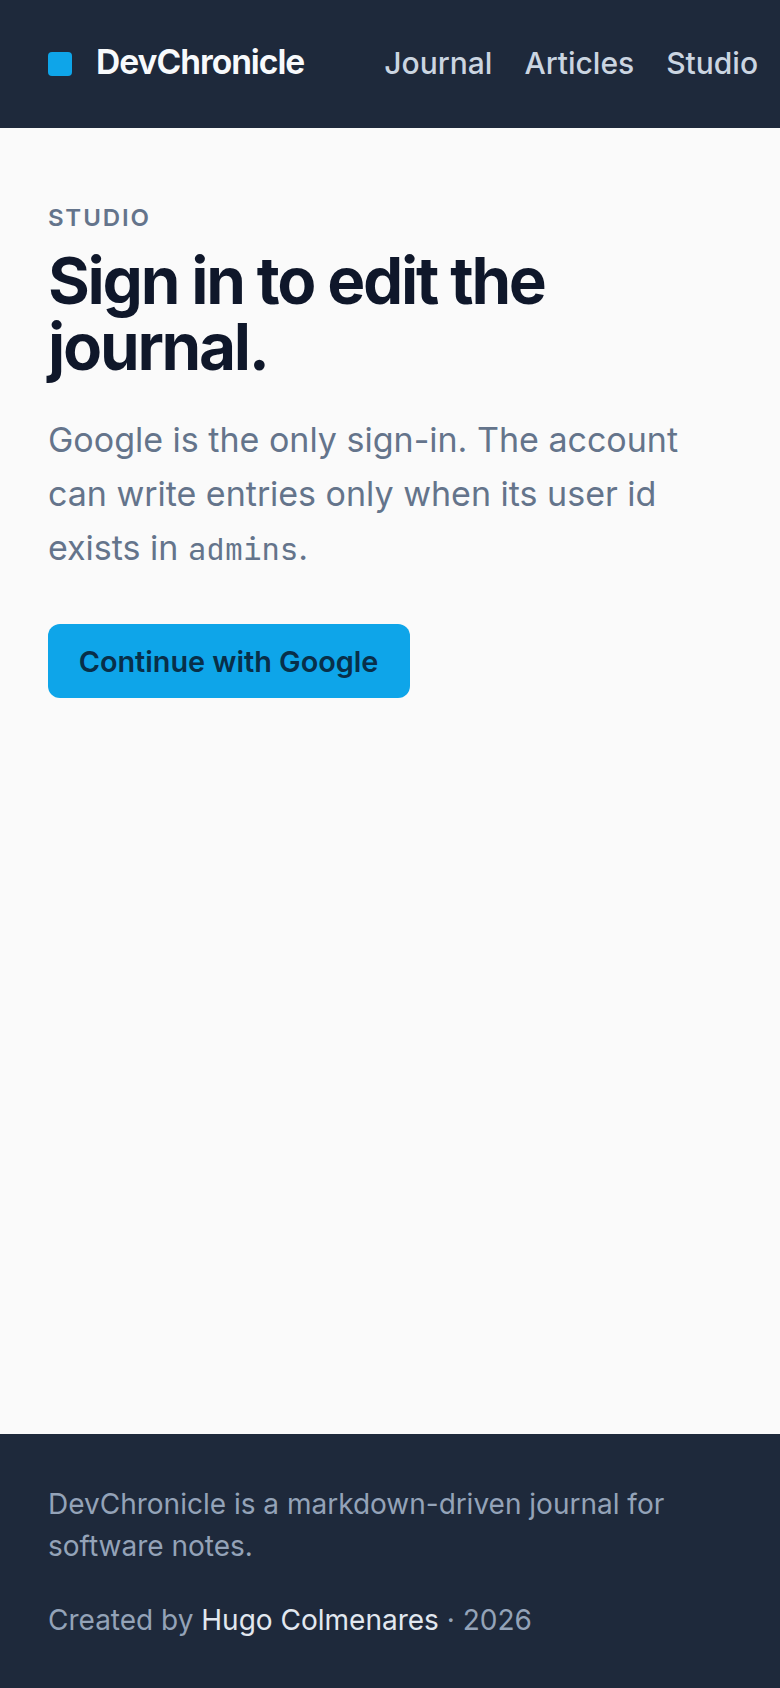 DevChronicle Journal Articles Studio
STUDIO
Sign in to edit the
journal.
Google is the only sign-in. The account
can write entries only when its user id
exists in admins.
Continue with Google
DevChronicle is a markdown-driven journal for
software notes.
Created by Hugo Colmenares · 2026